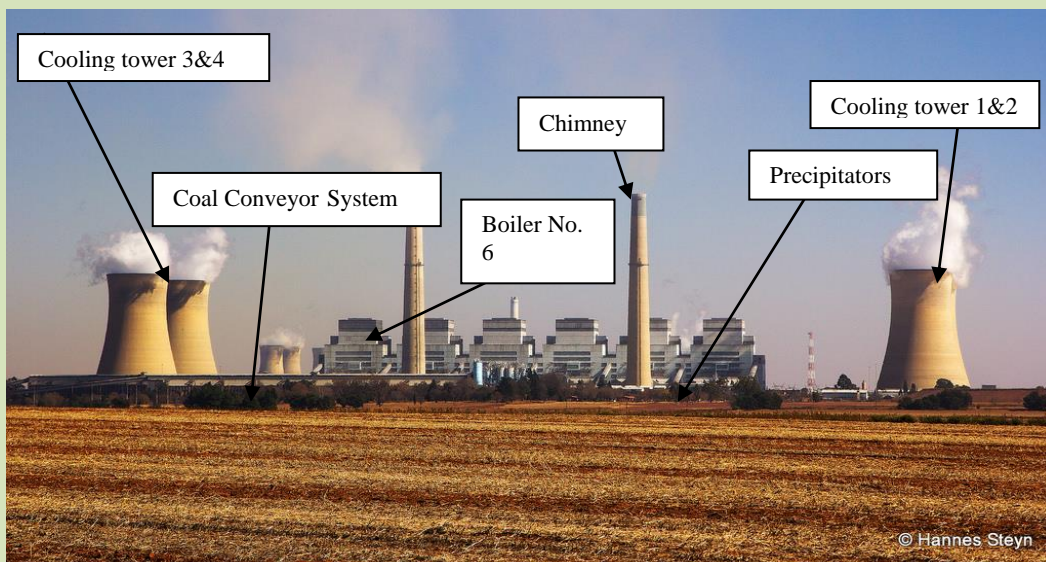 Cooling tower 3&4
Chimney
Cooling tower 1&2
Precipitators
Coal Conveyor System
Boiler No.
6
© Hannes Steyn